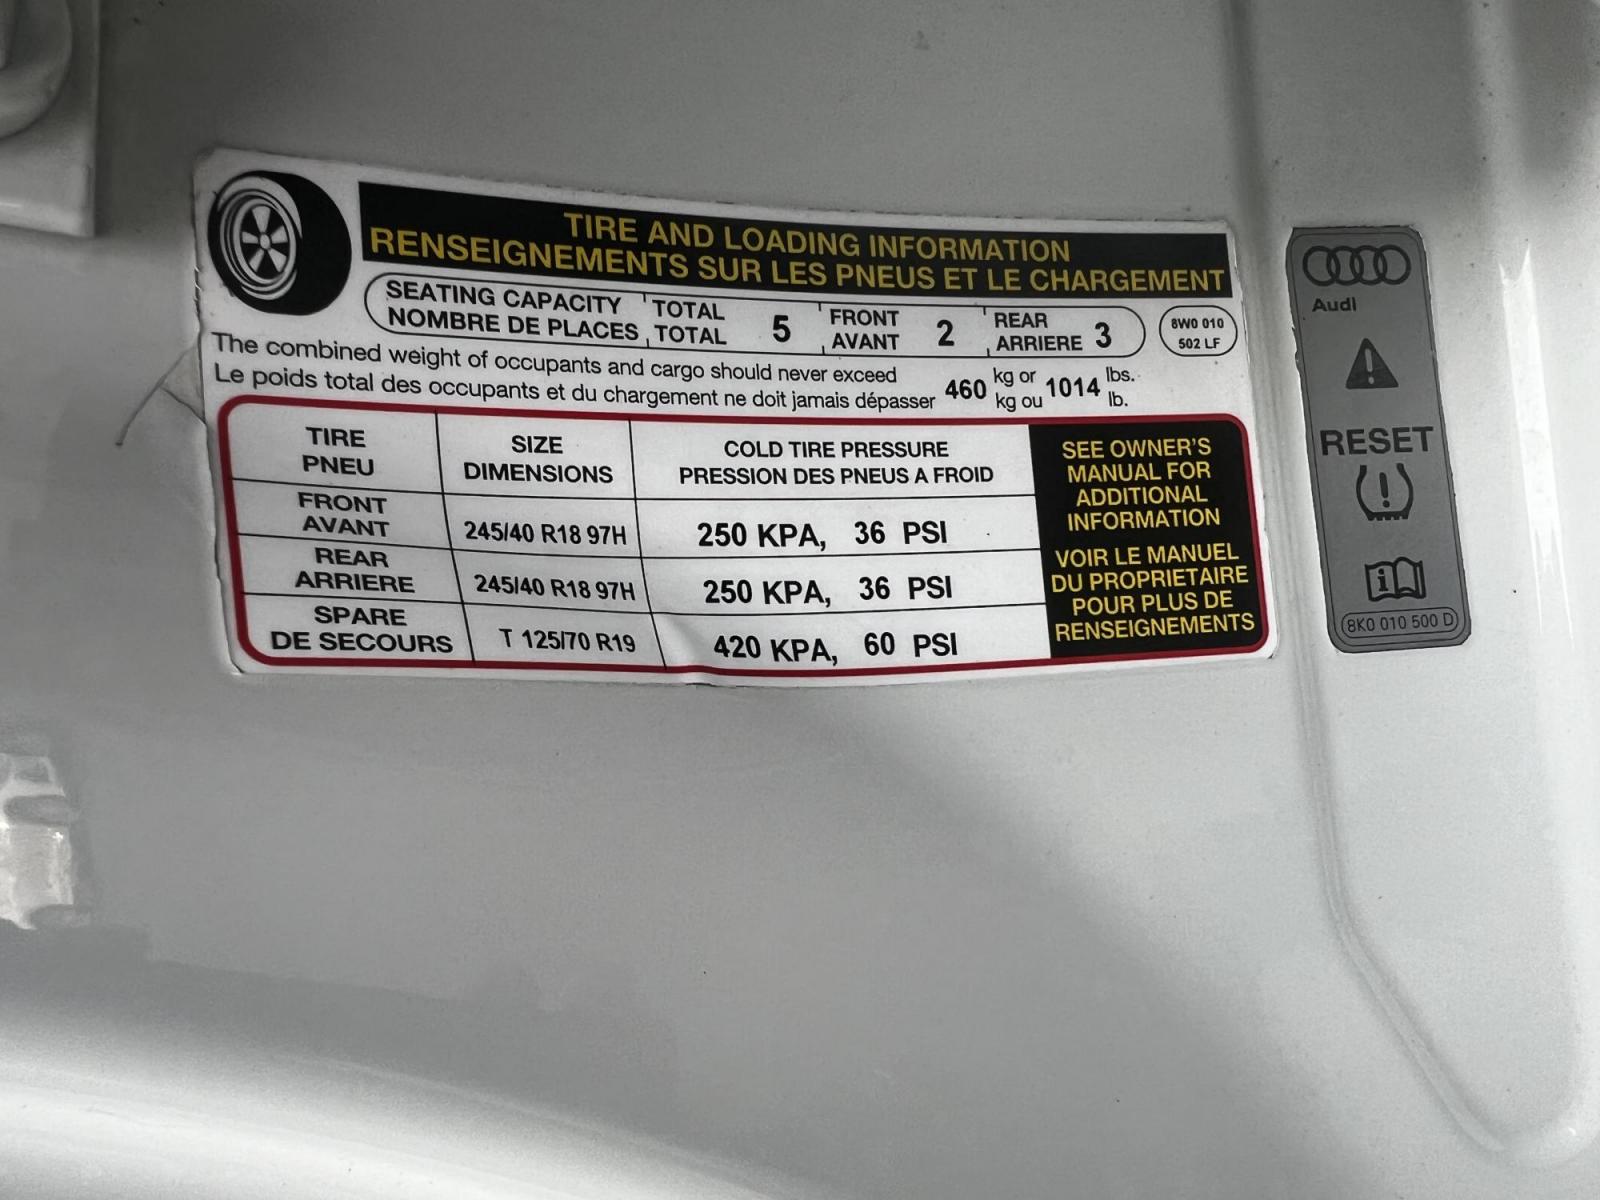 TIRE AND LOADING INFORMATION
RENSEIGNEMENTS SUR LES PNEUS ET LE CHARGEMENT
SEATING CAPACITY TOTAL 5 FRONT 2 REAR 3
NOMBRE DE PLACES TOTAL AVANT ARRIERE
8W0 010
502 LF
The combined weight of occupants and cargo should never exceed 460 kg or 1014 lbs.
Le poids total des occupants et du chargement ne doit jamais dépasser kg ou lb.
TIRE SIZE COLD TIRE PRESSURE
PNEU DIMENSIONS PRESSION DES PNEUS A FROID
FRONT
AVANT 245/40 R18 97H 250 KPA, 36 PSI
REAR
ARRIERE 245/40 R18 97H 250 KPA, 36 PSI
SPARE
DE SECOURS T 125/70 R19 420 KPA, 60 PSI
SEE OWNER'S
MANUAL FOR
ADDITIONAL
INFORMATION
VOIR LE MANUEL
DU PROPRIETAIRE
POUR PLUS DE
RENSEIGNEMENTS
Audi
RESET
8K0 010 500 D